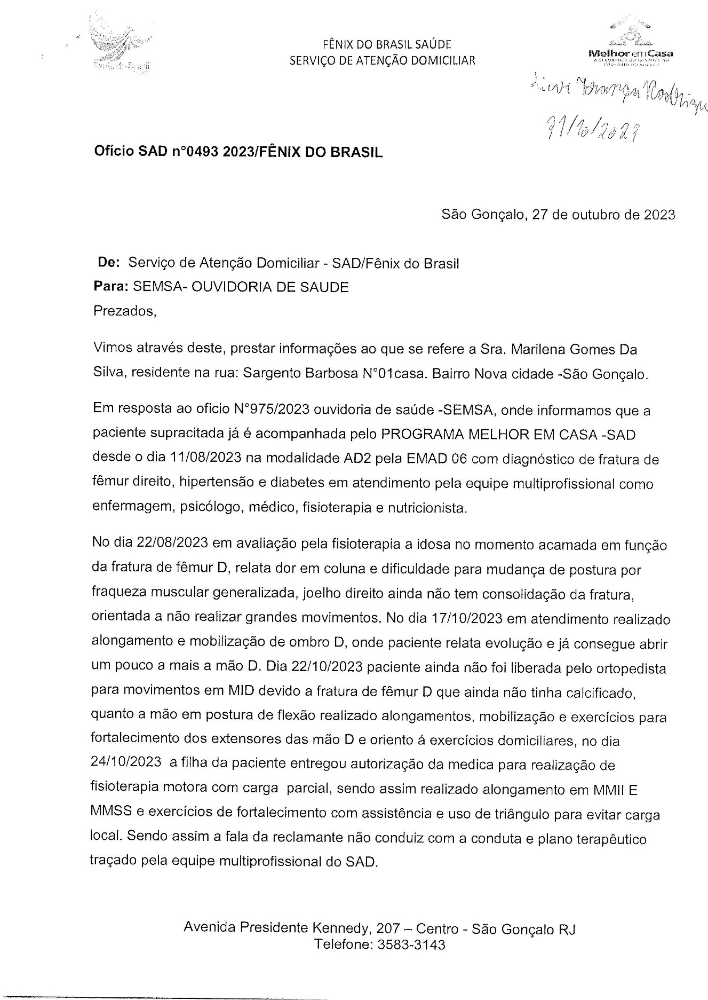 Fenix do Brasil
FÊNIX DO BRASIL SAÚDE
SERVIÇO DE ATENÇÃO DOMICILIAR
Melhor em Casa
A SEGURANÇA DO HOSPITAL NO
CONFORTO DO SEU LAR
França Rodrigu
Ofício SAD n°0493 2023/FÊNIX DO BRASIL
São Gonçalo, 27 de outubro de 2023
De: Serviço de Atenção Domiciliar - SAD/Fênix do Brasil
Para: SEMSA- OUVIDORIA DE SAUDE
Prezados,
Vimos através deste, prestar informações ao que se refere a Sra. Marilena Gomes Da
Silva, residente na rua: Sargento Barbosa N°01casa. Bairro Nova cidade -São Gonçalo.
Em resposta ao oficio N°975/2023 ouvidoria de saúde -SEMSA, onde informamos que a
paciente supracitada já é acompanhada pelo PROGRAMA MELHOR EM CASA -SAD
desde o dia 11/08/2023 na modalidade AD2 pela EMAD 06 com diagnóstico de fratura de
fêmur direito, hipertensão e diabetes em atendimento pela equipe multiprofissional como
enfermagem, psicólogo, médico, fisioterapia e nutricionista.
No dia 22/08/2023 em avaliação pela fisioterapia a idosa no momento acamada em função
da fratura de fêmur D, relata dor em coluna e dificuldade para mudança de postura por
fraqueza muscular generalizada, joelho direito ainda não tem consolidação da fratura,
orientada a não realizar grandes movimentos. No dia 17/10/2023 em atendimento realizado
alongamento e mobilização de ombro D, onde paciente relata evolução e já consegue abrir
um pouco a mais a mão D. Dia 22/10/2023 paciente ainda não foi liberada pelo ortopedista
para movimentos em MID devido a fratura de fêmur D que ainda não tinha calcificado,
quanto a mão em postura de flexão realizado alongamentos, mobilização e exercícios para
fortalecimento dos extensores das mão D e oriento á exercícios domiciliares, no dia
24/10/2023 a filha da paciente entregou autorização da medica para realização de
fisioterapia motora com carga parcial, sendo assim realizado alongamento em MMII E
MMSS e exercícios de fortalecimento com assistência e uso de triângulo para evitar carga
local. Sendo assim a fala da reclamante não conduiz com a conduta e plano terapêutico
traçado pela equipe multiprofissional do SAD.
Avenida Presidente Kennedy, 207 – Centro - São Gonçalo RJ
Telefone: 3583-3143